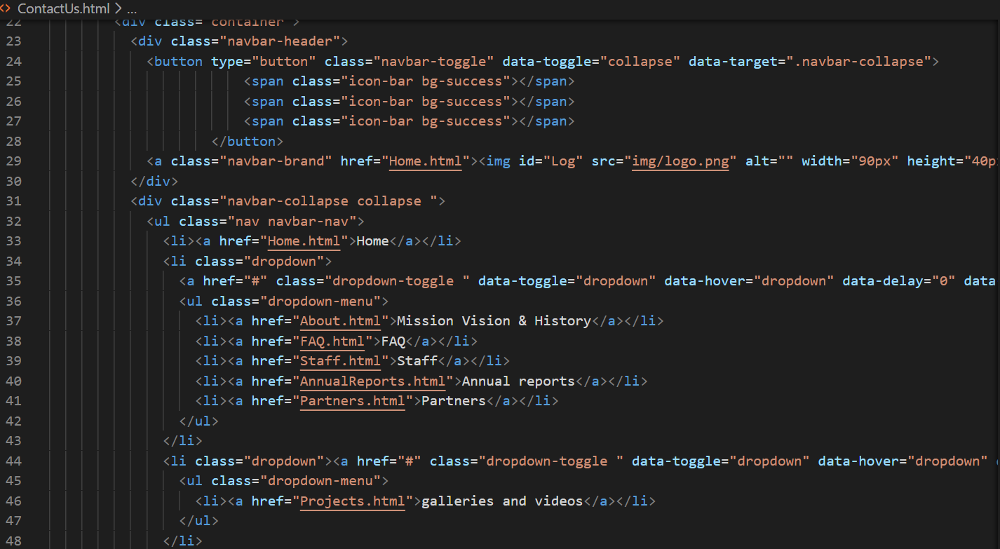 ContactUs.html > ...
22 <div class="container">
23 <div class="navbar-header">
24 <button type="button" class="navbar-toggle" data-toggle="collapse" data-target=".navbar-collapse">
25 <span class="icon-bar bg-success"></span>
26 <span class="icon-bar bg-success"></span>
27 <span class="icon-bar bg-success"></span>
28 </button>
29 <a class="navbar-brand" href="Home.html"><img id="Log" src="img/logo.png" alt="" width="90px" height="40p
30 </div>
31 <div class="navbar-collapse collapse ">
32 <ul class="nav navbar-nav">
33 <li><a href="Home.html">Home</a></li>
34 <li class="dropdown">
35 <a href="#" class="dropdown-toggle " data-toggle="dropdown" data-hover="dropdown" data-delay="0" data
36 <ul class="dropdown-menu">
37 <li><a href="About.html">Mission Vision & History</a></li>
38 <li><a href="FAQ.html">FAQ</a></li>
39 <li><a href="Staff.html">Staff</a></li>
40 <li><a href="AnnualReports.html">Annual reports</a></li>
41 <li><a href="Partners.html">Partners</a></li>
42 </ul>
43 </li>
44 <li class="dropdown"><a href="#" class="dropdown-toggle " data-toggle="dropdown" data-hover="dropdown"
45 <ul class="dropdown-menu">
46 <li><a href="Projects.html">galleries and videos</a></li>
47 </ul>
48 </li>